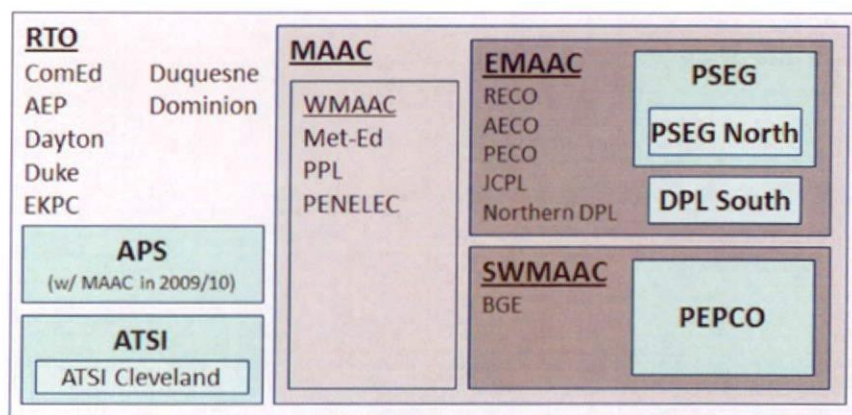 RTO
ComEd Duquesne
AEP Dominion
Dayton
Duke
EKPC
APS
(w/ MAAC in 2009/10)
ATSI
ATSI Cleveland
MAAC
WMAAC
Met-Ed
PPL
PENELEC
EMAAC
RECO
AECO
PECO
JCPL
Northern DPL
PSEG
PSEG North
DPL South
SWMAAC
BGE
PEPCO